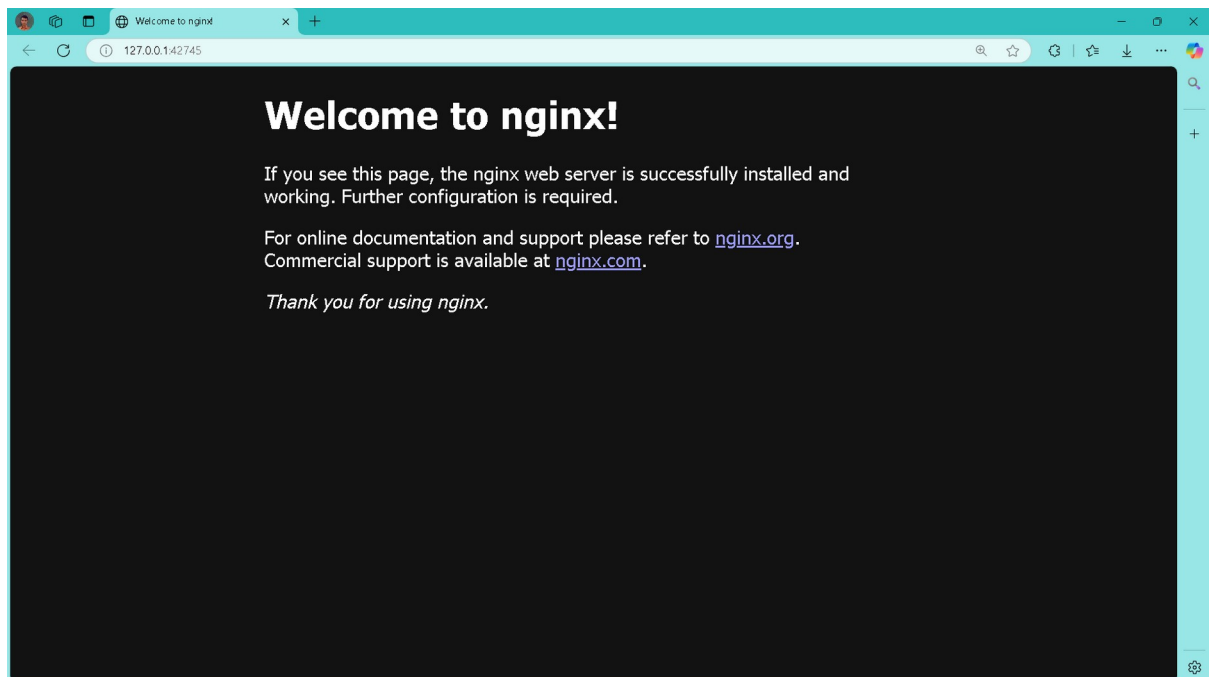 Welcome to nginx!
127.0.0.1:42745
Welcome to nginx!
If you see this page, the nginx web server is successfully installed and
working. Further configuration is required.
For online documentation and support please refer to nginx.org.
Commercial support is available at nginx.com.
Thank you for using nginx.